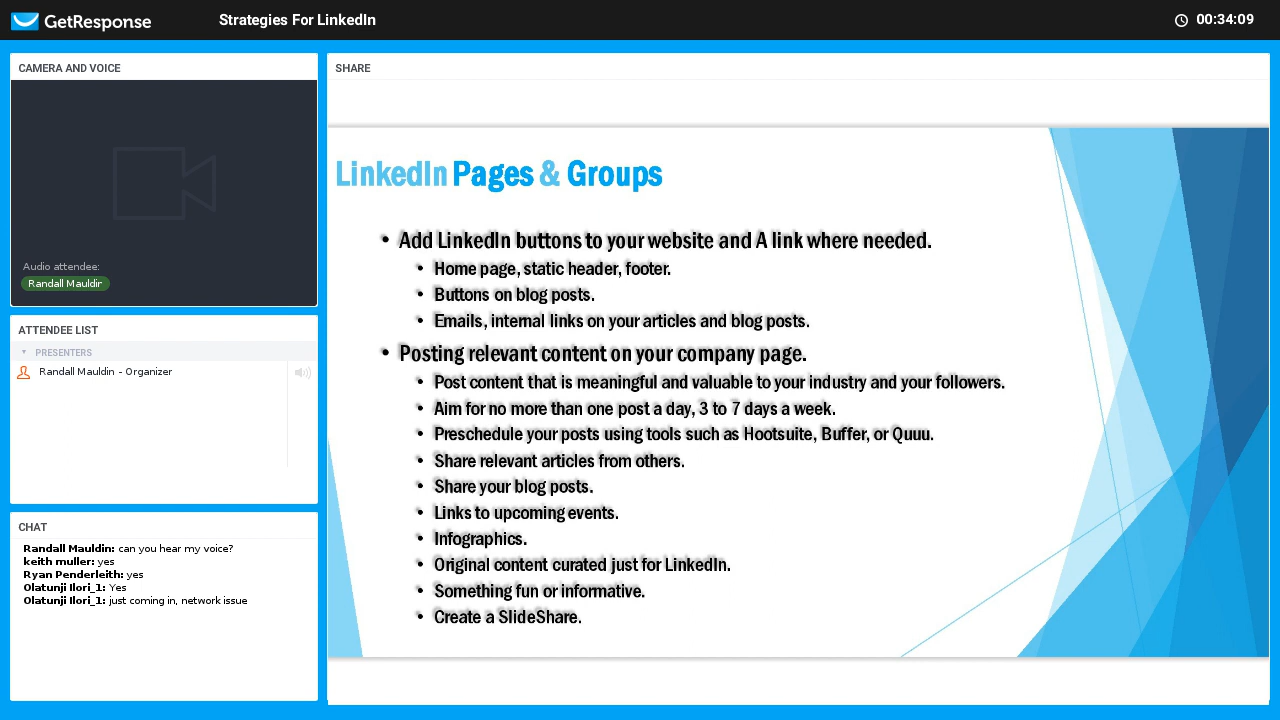 GetResponse
Strategies For LinkedIn
00:34:09
CAMERA AND VOICE
Audio attendee:
Randall Mauldin
ATTENDEE LIST
PRESENTERS
Randall Mauldin - Organizer
CHAT
Randall Mauldin: can you hear my voice?
keith muller: yes
Ryan Penderleith: yes
Olatunji Ilori_1: Yes
Olatunji Ilori_1: just coming in, network issue
SHARE
LinkedIn Pages & Groups
• Add LinkedIn buttons to your website and A link where needed.
• Home page, static header, footer.
• Buttons on blog posts.
• Emails, internal links on your articles and blog posts.
• Posting relevant content on your company page.
• Post content that is meaningful and valuable to your industry and your followers.
• Aim for no more than one post a day, 3 to 7 days a week.
• Preschedule your posts using tools such as Hootsuite, Buffer, or Quuu.
• Share relevant articles from others.
• Share your blog posts.
• Links to upcoming events.
• Infographics.
• Original content curated just for LinkedIn.
• Something fun or informative.
• Create a SlideShare.